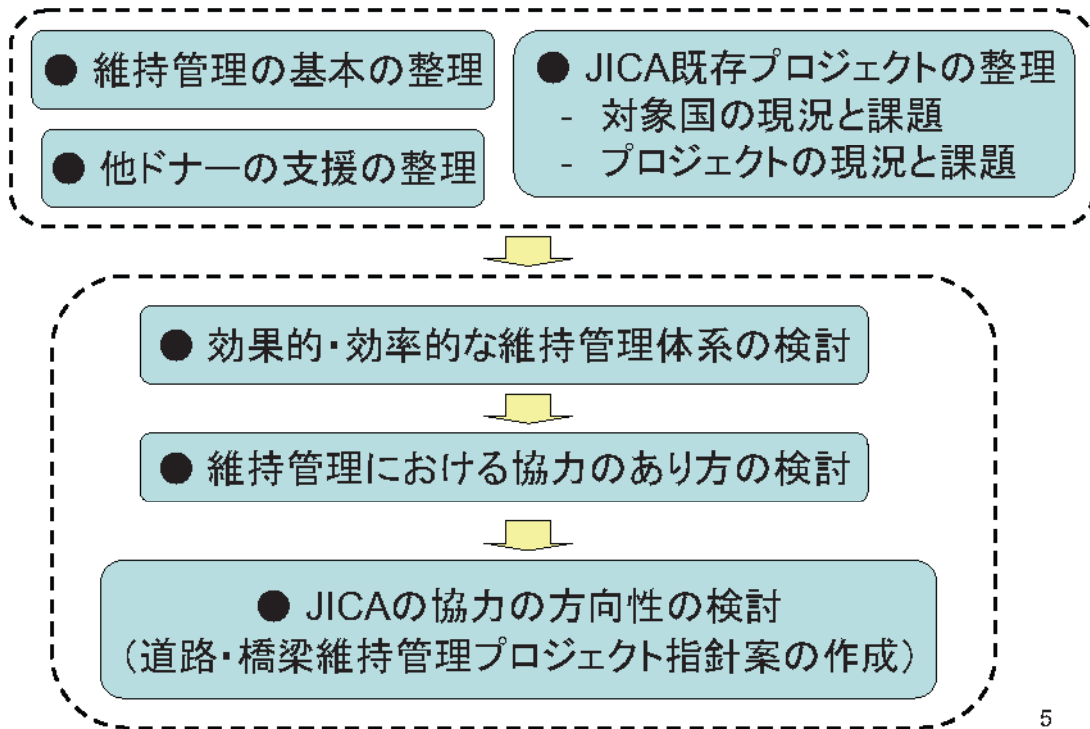 ● 維持管理の基本の整理
● 他ドナーの支援の整理
● JICA既存プロジェクトの整理
- 対象国の現況と課題
- プロジェクトの現況と課題
● 効果的・効率的な維持管理体系の検討
● 維持管理における協力のあり方の検討
● JICAの協力の方向性の検討
（道路・橋梁維持管理プロジェクト指針案の作成）
5